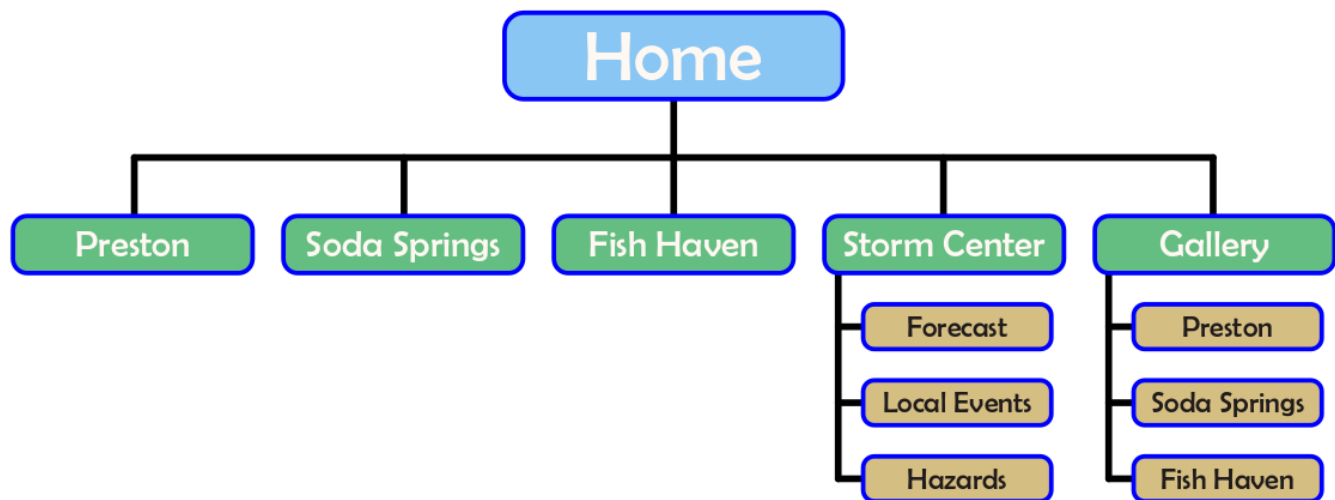 Home
Preston
Soda Springs
Fish Haven
Storm Center
Gallery
Forecast
Local Events
Hazards
Preston
Soda Springs
Fish Haven